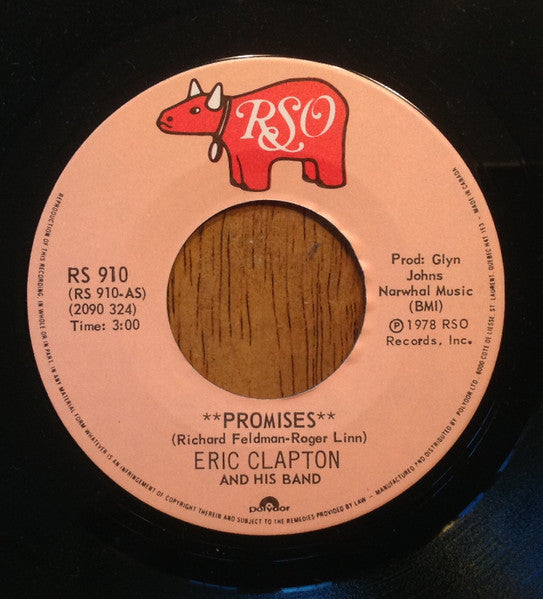 RSO
RS 910
(RS 910-AS)
(2090 324)
Time: 3:00
Prod: Glyn
Johns
Narwhal Music
(BMI)
℗ 1978 RSO
Records, Inc.
**PROMISES**
(Richard Feldman-Roger Linn)
ERIC CLAPTON
AND HIS BAND
polydor
REPRODUCTION OF THIS RECORDING, IN WHOLE OR IN PART, IN ANY MATERIAL FORM WHATEVER IS AN INFRINGEMENT OF COPYRIGHT THEREIN AND SUBJECT TO THE REMEDIES PROVIDED BY LAW — MANUFACTURED AND DISTRIBUTED BY POLYDOR LTD. 6000 COTE DE LIESSE, ST. LAURENT, QUEBEC H4T 1E3 - MADE IN CANADA